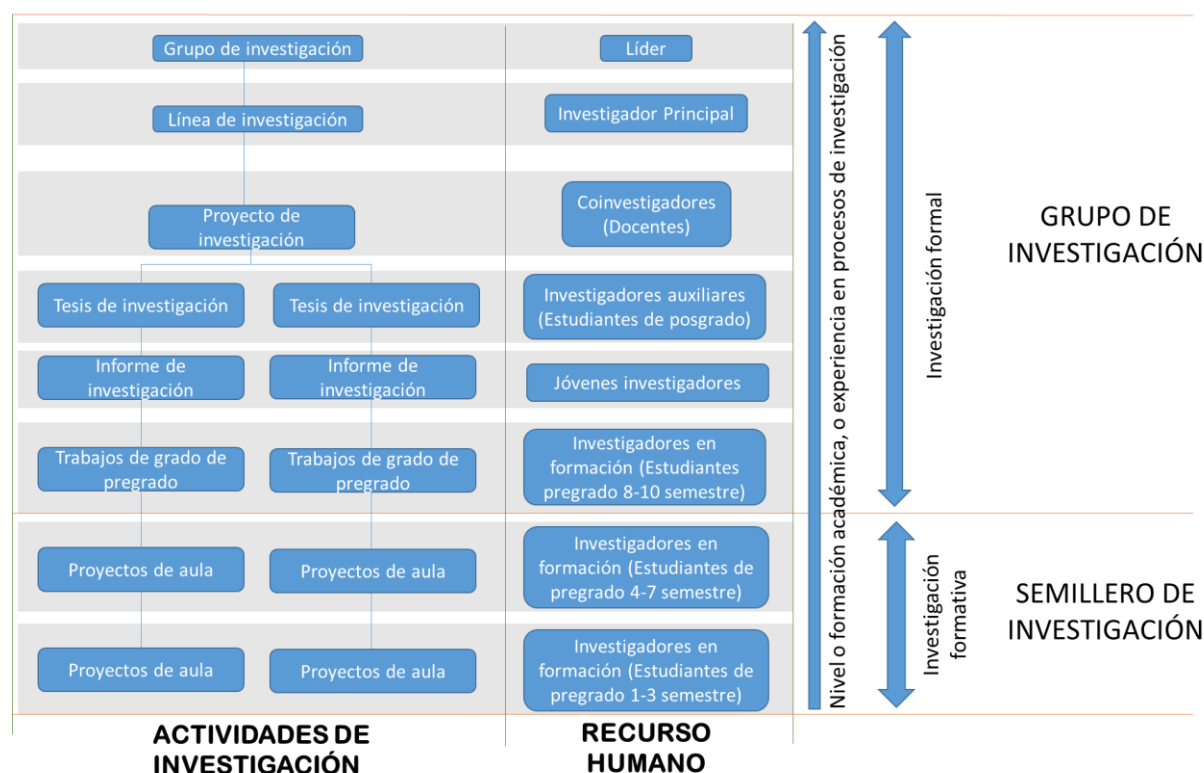 Grupo de investigación
Líder
Línea de investigación
Investigador Principal
Proyecto de
investigación
Coinvestigadores
(Docentes)
Tesis de investigación
Tesis de investigación
Investigadores auxiliares
(Estudiantes de posgrado)
Informe de
investigación
Informe de
investigación
Jóvenes investigadores
Trabajos de grado de
pregrado
Trabajos de grado de
pregrado
Investigadores en
formación (Estudiantes
pregrado 8-10 semestre)
Proyectos de aula
Proyectos de aula
Investigadores en
formación (Estudiantes de
pregrado 4-7 semestre)
Proyectos de aula
Proyectos de aula
Investigadores en
formación (Estudiantes de
pregrado 1-3 semestre)
Nivel o formación académica, o experiencia en procesos de investigación
Investigación formal
GRUPO DE
INVESTIGACIÓN
Investigación
formativa
SEMILLERO DE
INVESTIGACIÓN
ACTIVIDADES DE
INVESTIGACIÓN
RECURSO
HUMANO